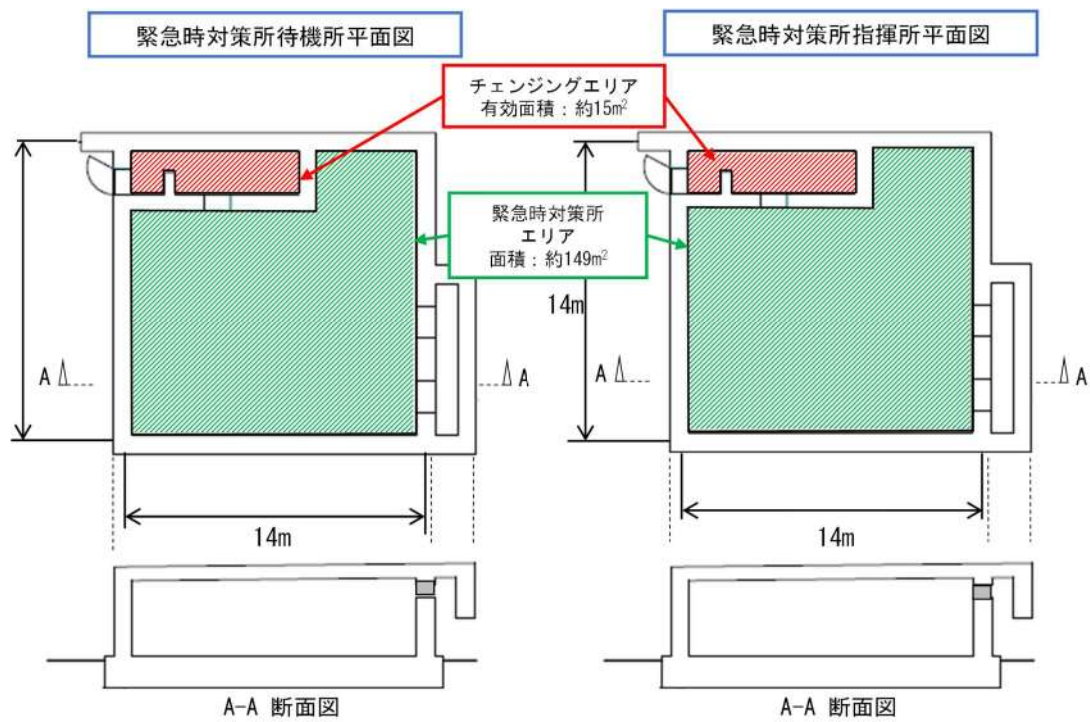 緊急時対策所待機所平面図
緊急時対策所指揮所平面図
チェンジングエリア
有効面積：約15m²
緊急時対策所
エリア
面積：約149m²
14m
A
A
A
A
14m
14m
A-A 断面図
A-A 断面図